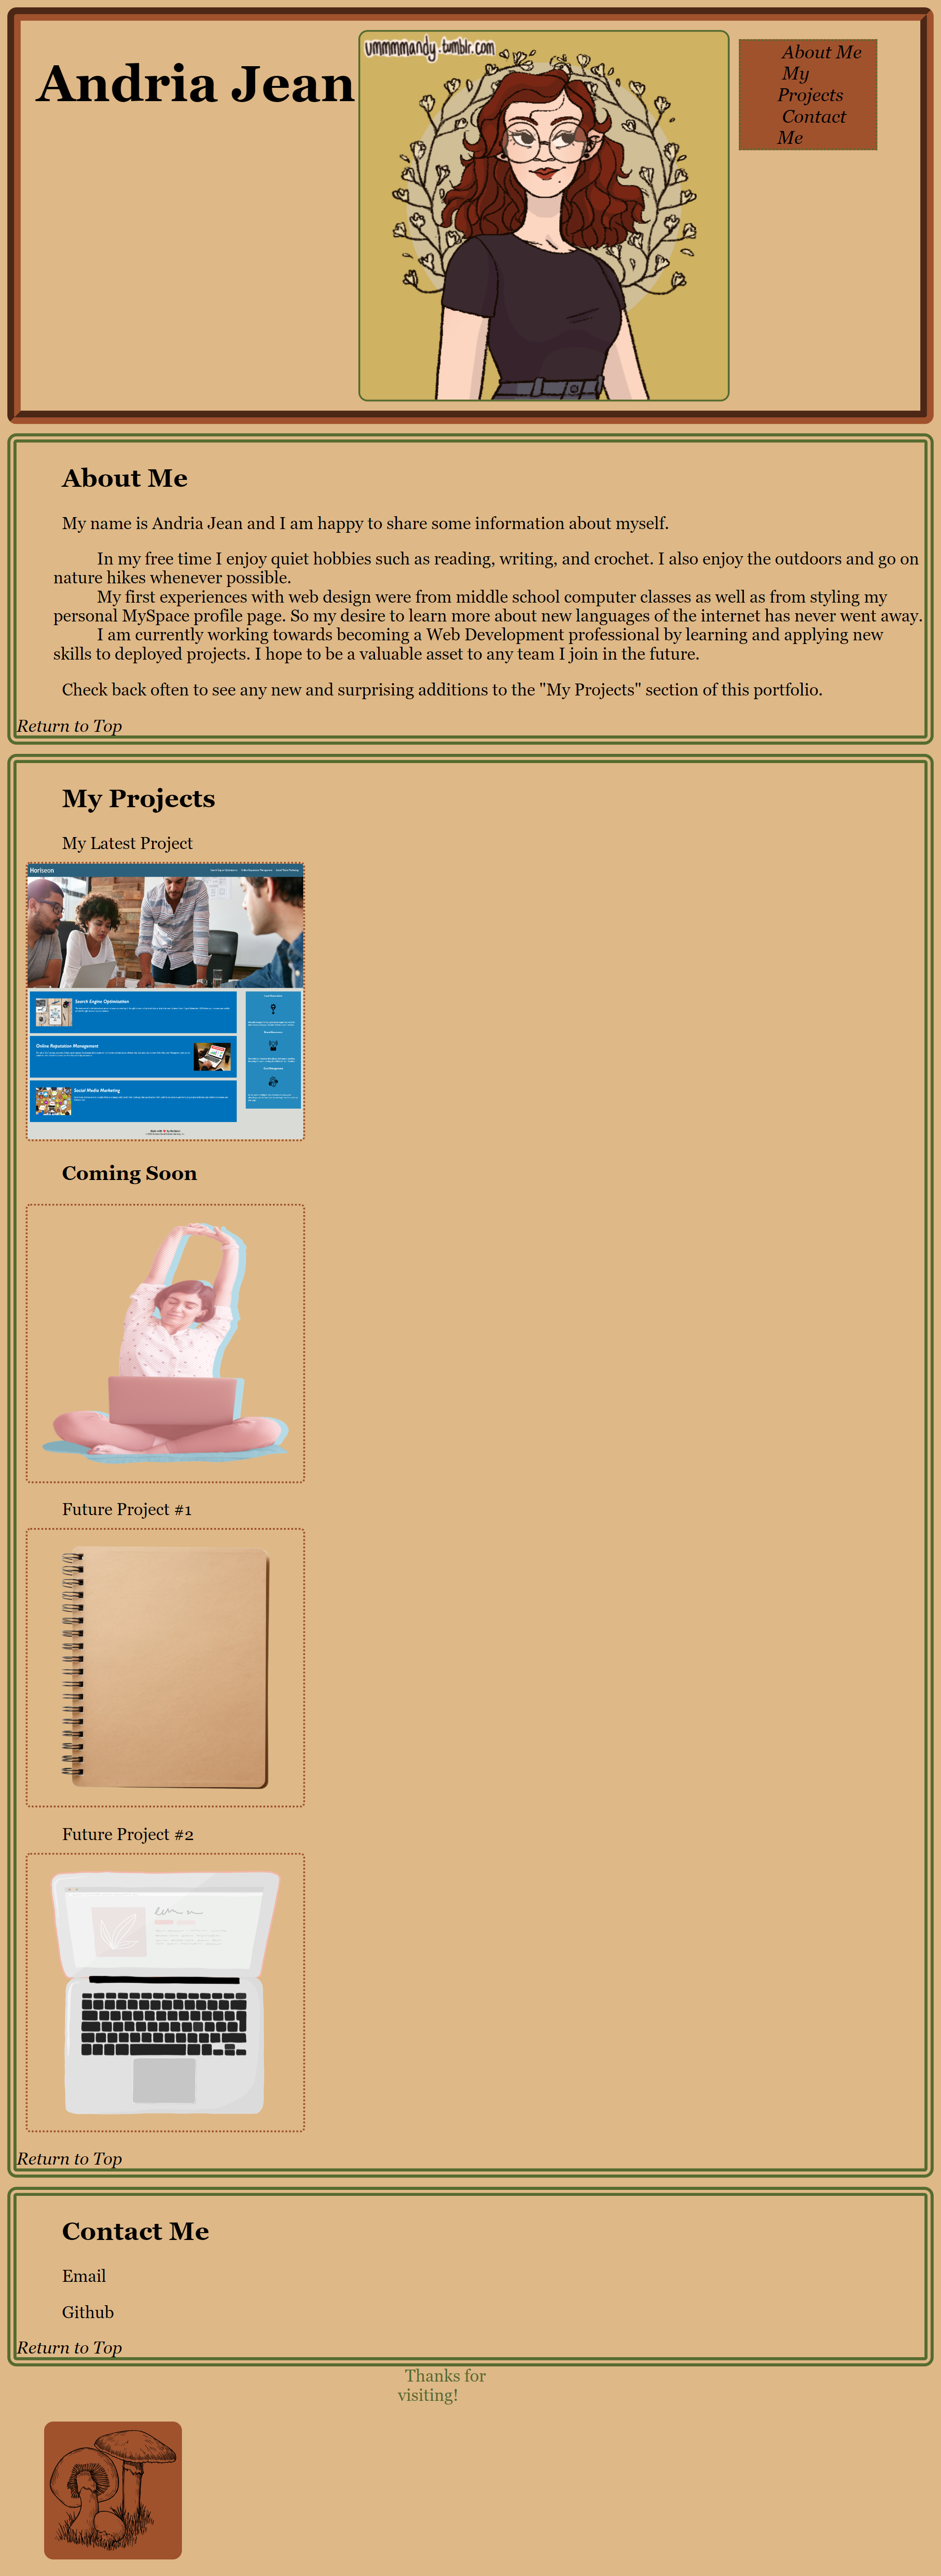 Andria Jean
ummmmandy.tumblr.com
About Me
My
Projects
Contact
Me
About Me
My name is Andria Jean and I am happy to share some information about myself.
In my free time I enjoy quiet hobbies such as reading, writing, and crochet. I also enjoy the outdoors and go on
nature hikes whenever possible.
My first experiences with web design were from middle school computer classes as well as from styling my
personal MySpace profile page. So my desire to learn more about new languages of the internet has never went away.
I am currently working towards becoming a Web Development professional by learning and applying new
skills to deployed projects. I hope to be a valuable asset to any team I join in the future.
Check back often to see any new and surprising additions to the "My Projects" section of this portfolio.
Return to Top
My Projects
My Latest Project
Horiseon
Search Engine Optimization
Online Reputation Management
Social Media Marketing
Coming Soon
Future Project #1
Future Project #2
Return to Top
Contact Me
Email
Github
Return to Top
Thanks for
visiting!